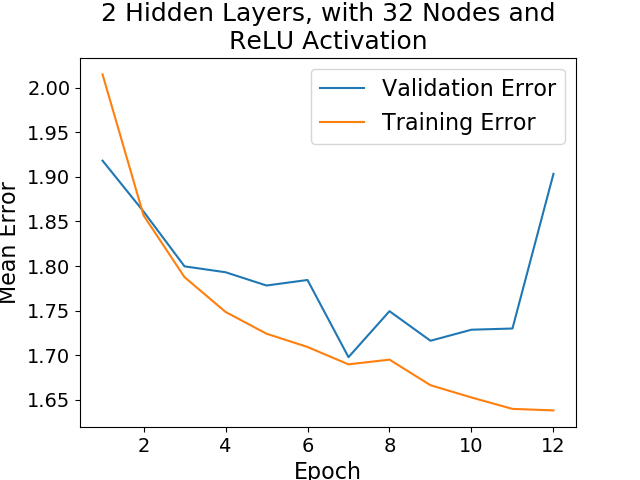 2 Hidden Layers, with 32 Nodes and
ReLU Activation
Validation Error
Training Error
Mean Error
2.00
1.95
1.90
1.85
1.80
1.75
1.70
1.65
2 4 6 8 10 12
Epoch